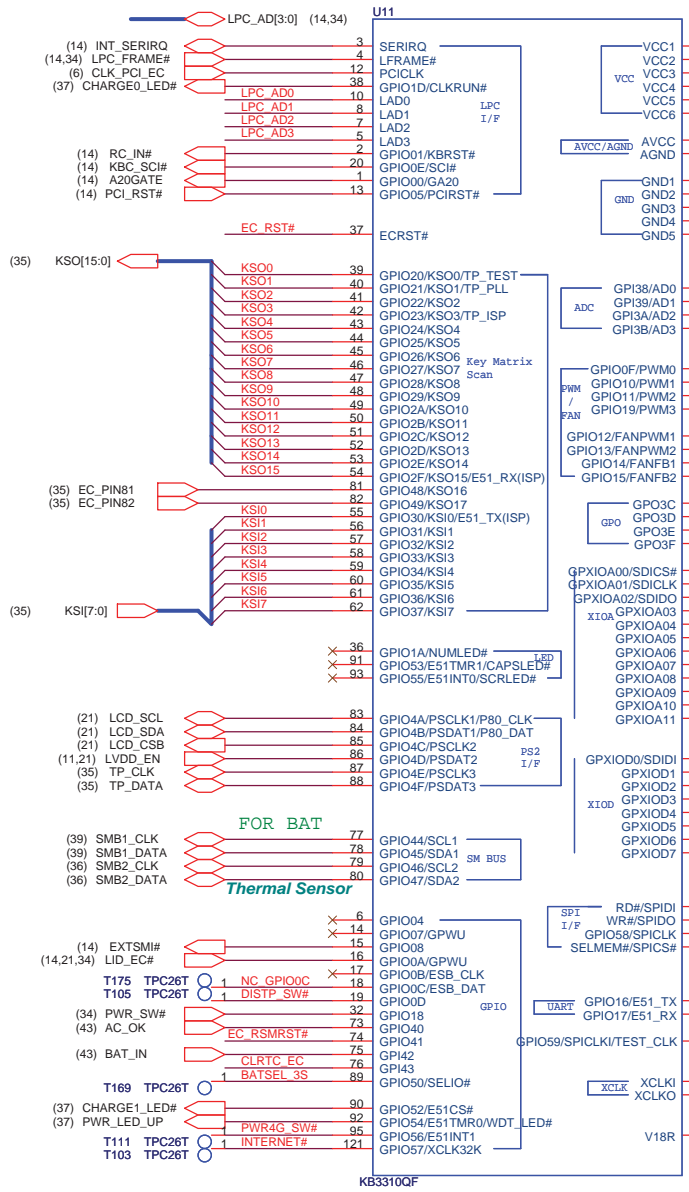 LPC_AD[3:0] (14,34)
U11
(14) INT_SERIRQ 3 SERIRQ
(14,34) LPC_FRAME# 4 LFRAME#
(6) CLK_PCI_EC 12 PCICLK
(37) CHARGE0_LED# 38 GPIO1D/CLKRUN#
LPC_AD0 10 LAD0
LPC_AD1 8 LAD1
LPC_AD2 7 LAD2
LPC_AD3 5 LAD3
LPC
I/F
(14) RC_IN# 2 GPIO01/KBRST#
(14) KBC_SCI# 20 GPIO0E/SCI#
(14) A20GATE 1 GPIO00/GA20
(14) PCI_RST# 13 GPIO05/PCIRST#
EC_RST# 37 ECRST#
(35) KSO[15:0]
KSO0 39 GPIO20/KSO0/TP_TEST
KSO1 40 GPIO21/KSO1/TP_PLL
KSO2 41 GPIO22/KSO2
KSO3 42 GPIO23/KSO3/TP_ISP
KSO4 43 GPIO24/KSO4
KSO5 44 GPIO25/KSO5
KSO6 45 GPIO26/KSO6
KSO7 46 GPIO27/KSO7
KSO8 47 GPIO28/KSO8
KSO9 48 GPIO29/KSO9
KSO10 49 GPIO2A/KSO10
KSO11 50 GPIO2B/KSO11
KSO12 51 GPIO2C/KSO12
KSO13 52 GPIO2D/KSO13
KSO14 53 GPIO2E/KSO14
KSO15 54 GPIO2F/KSO15/E51_RX(ISP)
Key Matrix
Scan
(35) EC_PIN81 81 GPIO48/KSO16
(35) EC_PIN82 82 GPIO49/KSO17
KSI0 55 GPIO30/KSI0/E51_TX(ISP)
KSI1 56 GPIO31/KSI1
KSI2 57 GPIO32/KSI2
KSI3 58 GPIO33/KSI3
KSI4 59 GPIO34/KSI4
KSI5 60 GPIO35/KSI5
KSI6 61 GPIO36/KSI6
KSI7 62 GPIO37/KSI7
(35) KSI[7:0]
36 GPIO1A/NUMLED#
91 GPIO53/E51TMR1/CAPSLED#
93 GPIO55/E51INT0/SCRLED#
LED
(21) LCD_SCL 83 GPIO4A/PSCLK1/P80_CLK
(21) LCD_SDA 84 GPIO4B/PSDAT1/P80_DAT
(21) LCD_CSB 85 GPIO4C/PSCLK2
(11,21) LVDD_EN 86 GPIO4D/PSDAT2
(35) TP_CLK 87 GPIO4E/PSCLK3
(35) TP_DATA 88 GPIO4F/PSDAT3
PS2
I/F
FOR BAT
(39) SMB1_CLK 77 GPIO44/SCL1
(39) SMB1_DATA 78 GPIO45/SDA1
(36) SMB2_CLK 79 GPIO46/SCL2
(36) SMB2_DATA 80 GPIO47/SDA2
SM BUS
Thermal Sensor
6 GPIO04
14 GPIO07/GPWU
(14) EXTSMI# 15 GPIO08
(14,21,34) LID_EC# 16 GPIO0A/GPWU
17 GPIO0B/ESB_CLK
T175 TPC26T 1 NC_GPIO0C 18 GPIO0C/ESB_DAT
T105 TPC26T 1 DISTP_SW# 19 GPIO0D
(34) PWR_SW# 32 GPIO18
(43) AC_OK 73 GPIO40
EC_RSMRST# 74 GPIO41
(43) BAT_IN 75 GPI42
CLRTC_EC 76 GPI43
T169 TPC26T 1 BATSEL_3S 89 GPIO50/SELIO#
GPIO
(37) CHARGE1_LED# 90 GPIO52/E51CS#
(37) PWR_LED_UP 92 GPIO54/E51TMR0/WDT_LED#
T111 TPC26T 1 PWR4G_SW# 95 GPIO56/E51INT1
T103 TPC26T 1 INTERNET# 121 GPIO57/XCLK32K
VCC
VCC1
VCC2
VCC3
VCC4
VCC5
VCC6
AVCC/AGND
AVCC
AGND
GND
GND1
GND2
GND3
GND4
GND5
ADC
GPI38/AD0
GPI39/AD1
GPI3A/AD2
GPI3B/AD3
PWM
/
FAN
GPIO0F/PWM0
GPIO10/PWM1
GPIO11/PWM2
GPIO19/PWM3
GPIO12/FANPWM1
GPIO13/FANPWM2
GPIO14/FANFB1
GPIO15/FANFB2
GPO
GPO3C
GPO3D
GPO3E
GPO3F
XIOA
GPXIOA00/SDICS#
GPXIOA01/SDICLK
GPXIOA02/SDIDO
GPXIOA03
GPXIOA04
GPXIOA05
GPXIOA06
GPXIOA07
GPXIOA08
GPXIOA09
GPXIOA10
GPXIOA11
XIOD
GPXIOD0/SDIDI
GPXIOD1
GPXIOD2
GPXIOD3
GPXIOD4
GPXIOD5
GPXIOD6
GPXIOD7
SPI
I/F
RD#/SPIDI
WR#/SPIDO
GPIO58/SPICLK
SELMEM#/SPICS#
UART
GPIO16/E51_TX
GPIO17/E51_RX
GPIO59/SPICLKI/TEST_CLK
XCLK
XCLKI
XCLKO
V18R
KB3310QF